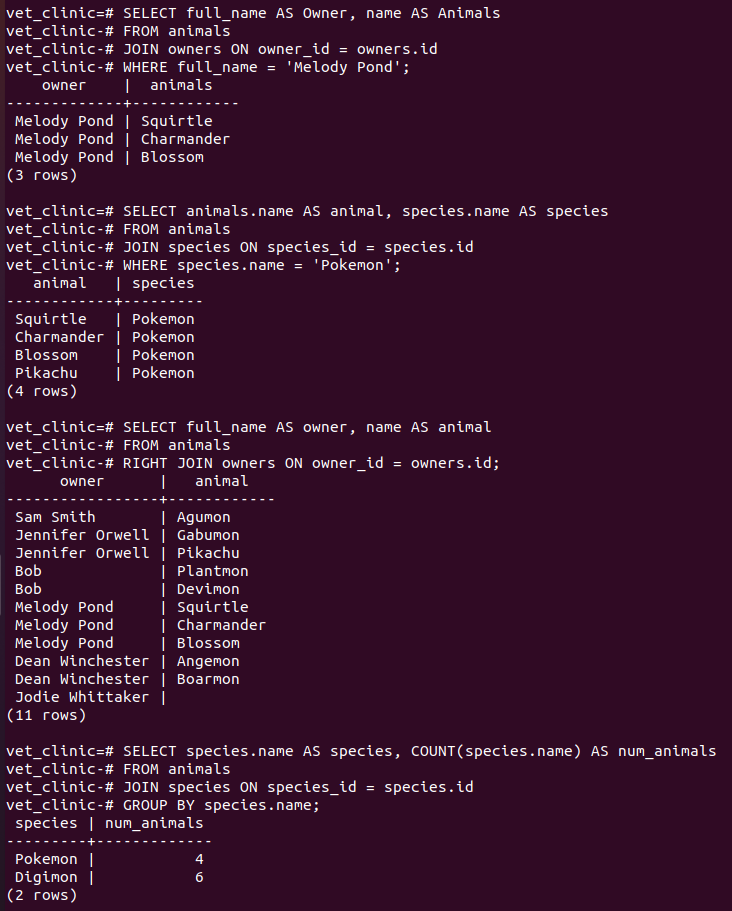 vet_clinic=# SELECT full_name AS Owner, name AS Animals
vet_clinic-# FROM animals
vet_clinic-# JOIN owners ON owner_id = owners.id
vet_clinic-# WHERE full_name = 'Melody Pond';
    owner    |  animals
-------------+------------
 Melody Pond | Squirtle
 Melody Pond | Charmander
 Melody Pond | Blossom
(3 rows)

vet_clinic=# SELECT animals.name AS animal, species.name AS species
vet_clinic-# FROM animals
vet_clinic-# JOIN species ON species_id = species.id
vet_clinic-# WHERE species.name = 'Pokemon';
   animal   | species
------------+---------
 Squirtle   | Pokemon
 Charmander | Pokemon
 Blossom    | Pokemon
 Pikachu    | Pokemon
(4 rows)

vet_clinic=# SELECT full_name AS owner, name AS animal
vet_clinic-# FROM animals
vet_clinic-# RIGHT JOIN owners ON owner_id = owners.id;
      owner      |   animal
-----------------+------------
 Sam Smith       | Agumon
 Jennifer Orwell | Gabumon
 Jennifer Orwell | Pikachu
 Bob             | Plantmon
 Bob             | Devimon
 Melody Pond     | Squirtle
 Melody Pond     | Charmander
 Melody Pond     | Blossom
 Dean Winchester | Angemon
 Dean Winchester | Boarmon
 Jodie Whittaker |
(11 rows)

vet_clinic=# SELECT species.name AS species, COUNT(species.name) AS num_animals
vet_clinic-# FROM animals
vet_clinic-# JOIN species ON species_id = species.id
vet_clinic-# GROUP BY species.name;
 species | num_animals
---------+-------------
 Pokemon |           4
 Digimon |           6
(2 rows)